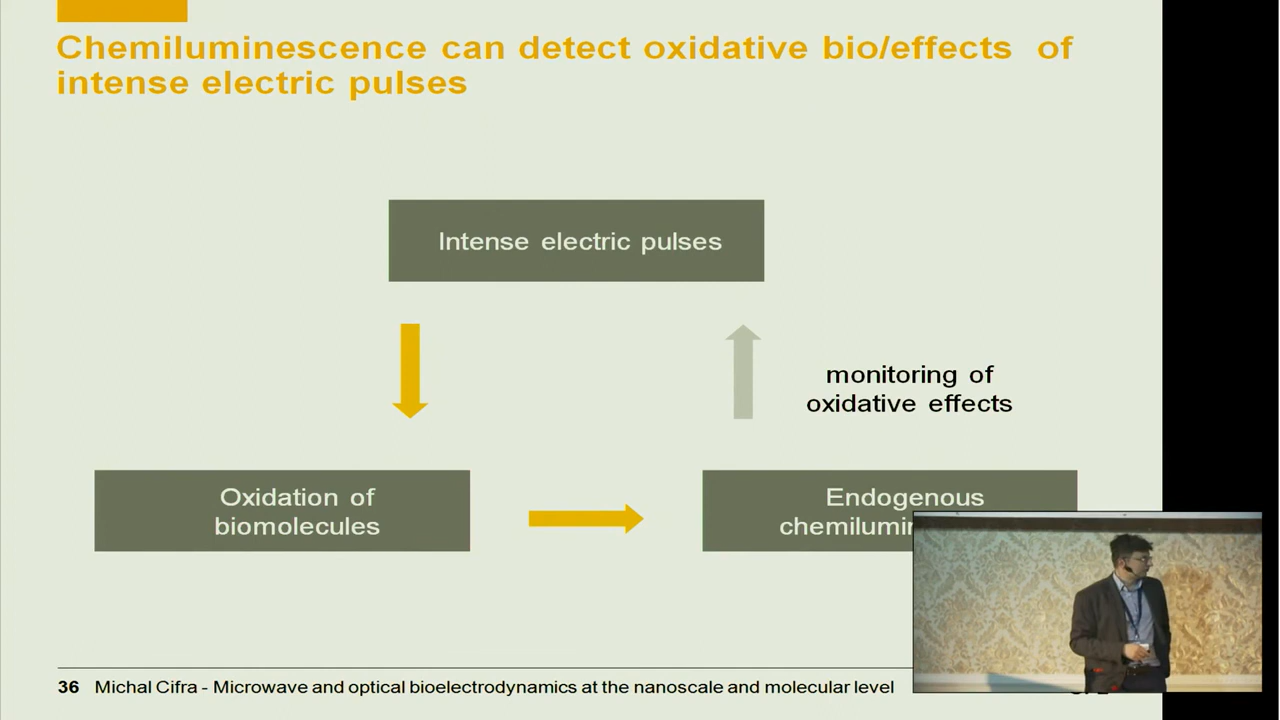 Chemiluminescence can detect oxidative bio/effects of
intense electric pulses
Intense electric pulses
monitoring of
oxidative effects
Oxidation of
biomolecules
Endogenous
36 Michal Cifra - Microwave and optical bioelectrodynamics at the nanoscale and molecular level